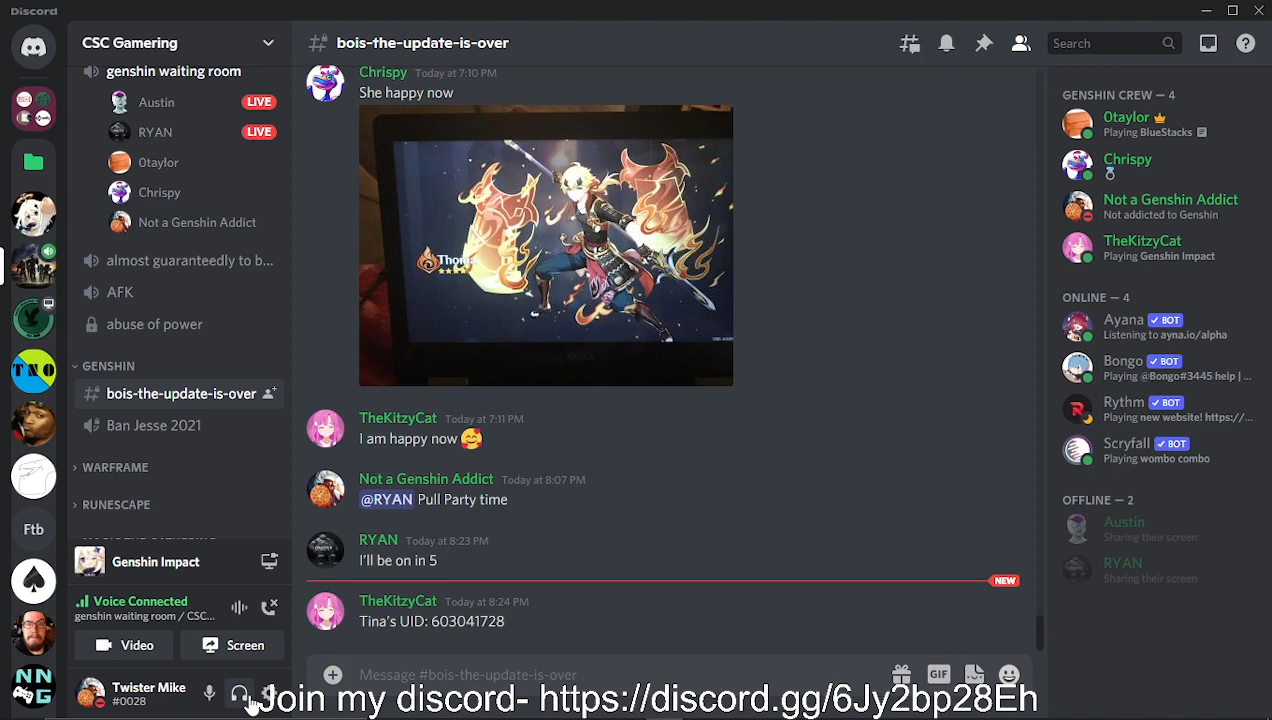 Discord
CSC Gamering
genshin waiting room
Austin LIVE
RYAN LIVE
0taylor
Chrispy
Not a Genshin Addict
almost guaranteedly to b...
AFK
abuse of power
GENSHIN
bois-the-update-is-over
Ban Jesse 2021
WARFRAME
RUNESCAPE
Ftb
TNO
NN
G
Genshin Impact
Voice Connected
genshin waiting room / CSC...
Video
Screen
Twister Mike
#0028
bois-the-update-is-over
Search
Chrispy Today at 7:10 PM
She happy now
Thoma
TheKitzyCat Today at 7:11 PM
I am happy now
Not a Genshin Addict Today at 8:07 PM
@RYAN Pull Party time
RYAN Today at 8:23 PM
I'll be on in 5
NEW
TheKitzyCat Today at 8:24 PM
Tina's UID: 603041728
Message #bois-the-update-is-over
GIF
GENSHIN CREW — 4
0taylor
Playing BlueStacks
Chrispy
Not a Genshin Addict
Not addicted to Genshin
TheKitzyCat
Playing Genshin Impact
ONLINE — 4
Ayana BOT
Listening to ayna.io/alpha
Bongo BOT
Playing @Bongo#3445 help | ...
Rythm BOT
Playing new website! https://...
Scryfall BOT
Playing wombo combo
OFFLINE — 2
Austin
Sharing their screen
RYAN
Sharing their screen
Join my discord- https://discord.gg/6Jy2bp28Eh